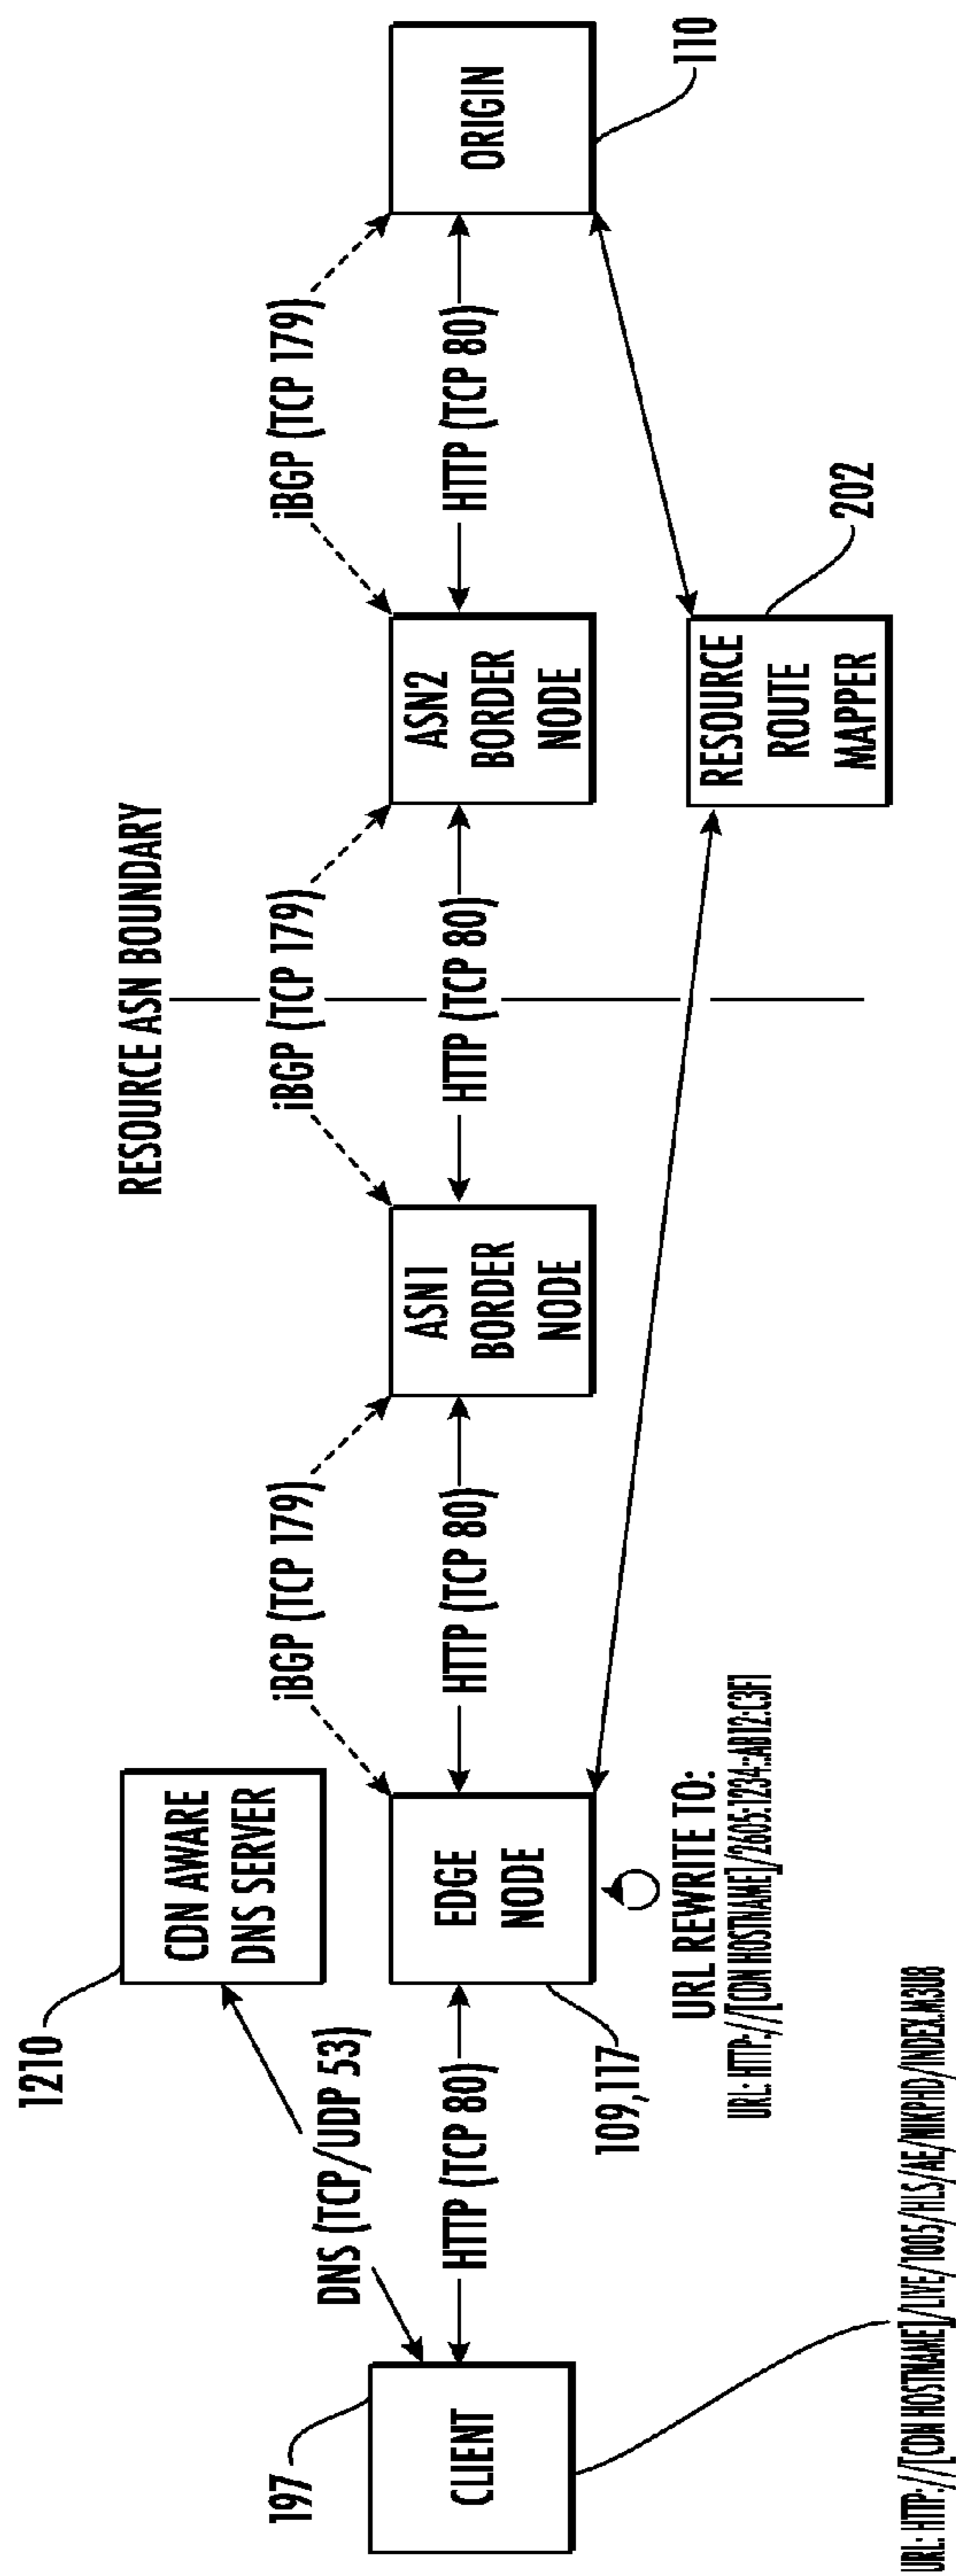 RESOURCE ASN BOUNDARY
1210
CDN AWARE
DNS SERVER
DNS (TCP/UDP 53)
iBGP (TCP 179)
iBGP (TCP 179)
iBGP (TCP 179)
197
CLIENT
HTTP (TCP 80)
EDGE
NODE
HTTP (TCP 80)
ASN1
BORDER
NODE
HTTP (TCP 80)
ASN2
BORDER
NODE
HTTP (TCP 80)
ORIGIN
110
109,117
URL REWRITE TO:
URL: HTTP://[CDN HOSTNAME]/2605:1234::AB12:C3F1
RESOURCE
ROUTE
MAPPER
202
URL: HTTP://[CDN HOSTNAME]/LIVE/1005/HLS/AE/NIKPHD/INDEX.M3U8